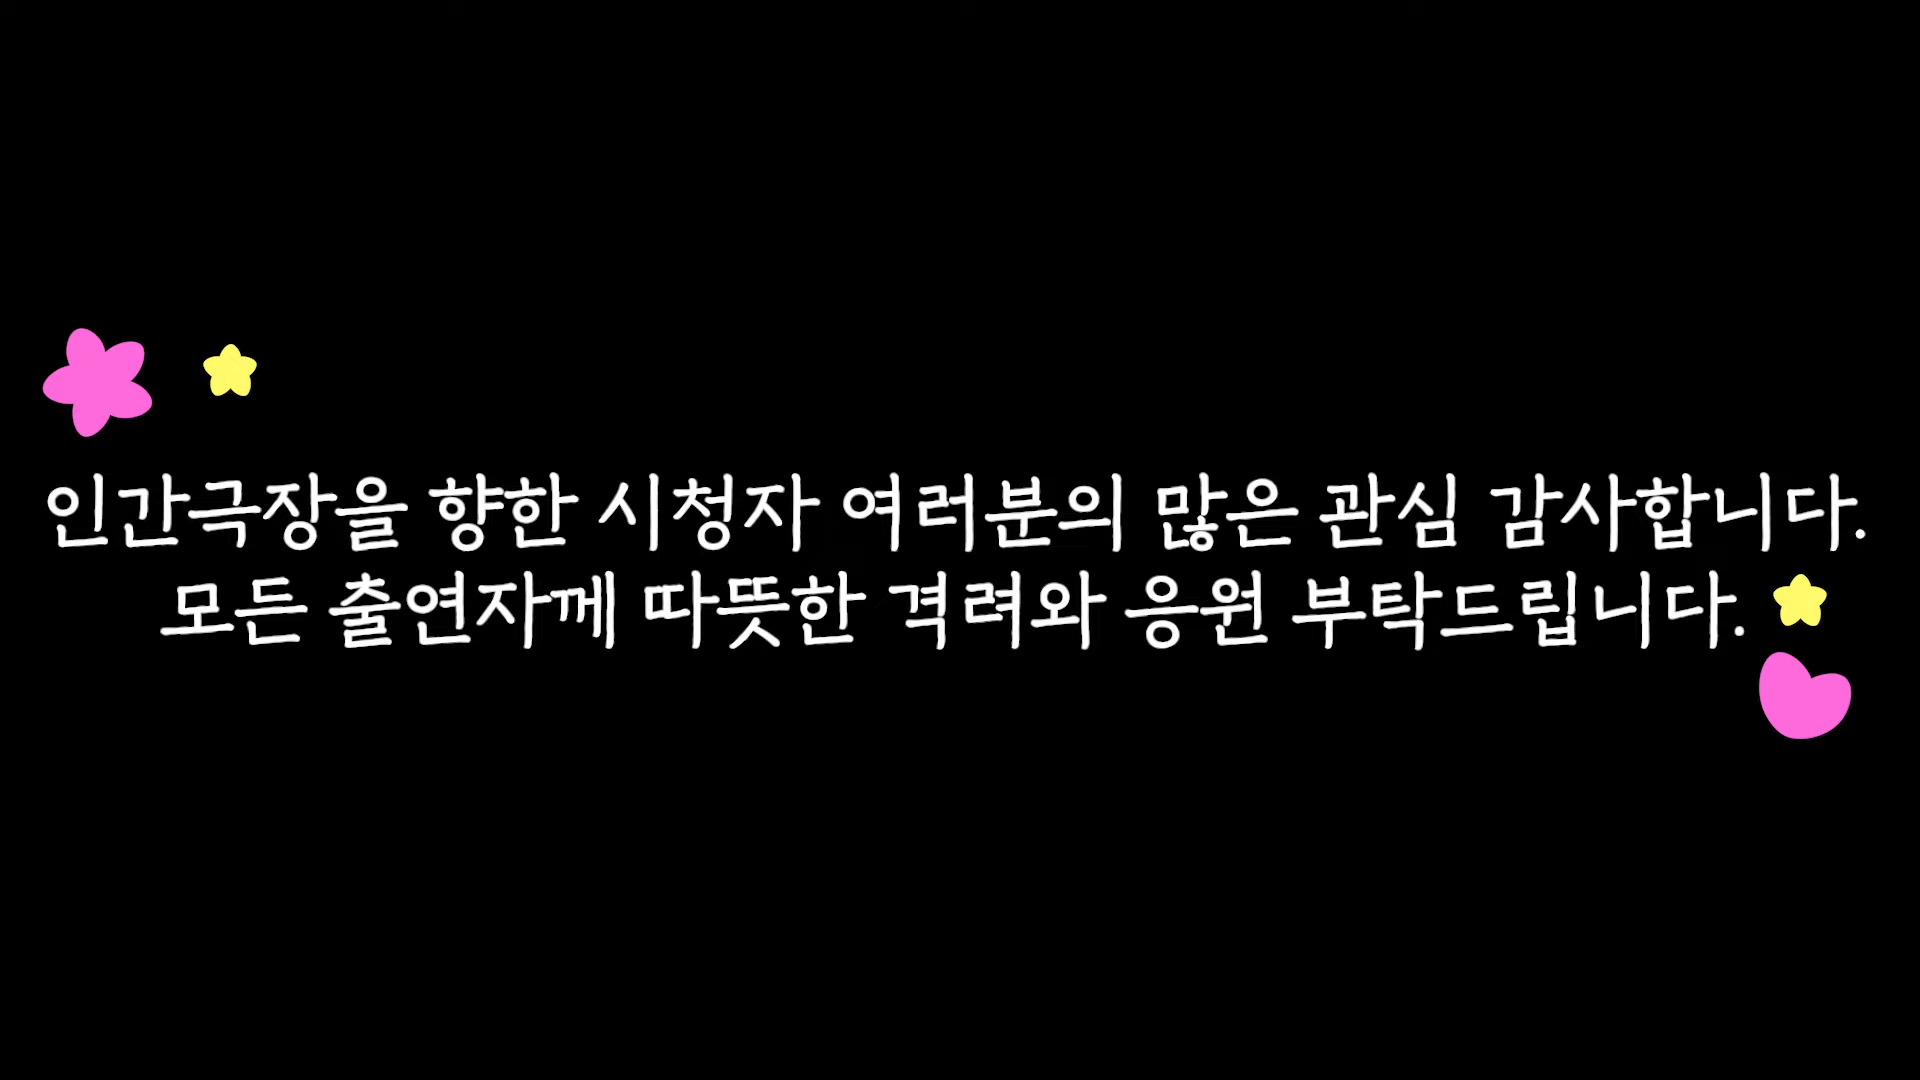 인간극장을 향한 시청자 여러분의 많은 관심 감사합니다.
모든 출연자께 따뜻한 격려와 응원 부탁드립니다.